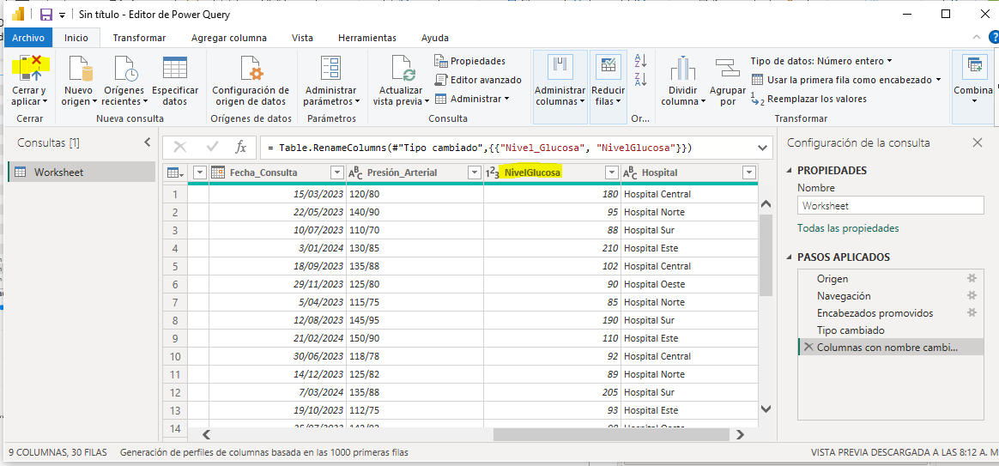 Sin título - Editor de Power Query
Archivo Inicio Transformar Agregar columna Vista Herramientas Ayuda
Cerrar y aplicar
Cerrar
Nuevo origen
Orígenes recientes
Especificar datos
Nueva consulta
Configuración de origen de datos
Orígenes de datos
Administrar parámetros
Parámetros
Actualizar vista previa
Propiedades
Editor avanzado
Administrar
Consulta
Administrar columnas
Reducir filas
Or...
Dividir columna
Agrupar por
Tipo de datos: Número entero
Usar la primera fila como encabezado
Reemplazar los valores
Transformar
Combina
Consultas [1]
Worksheet
= Table.RenameColumns(#"Tipo cambiado",{{"Nivel_Glucosa", "NivelGlucosa"}})
Fecha_Consulta ABC Presión_Arterial 123 NivelGlucosa ABC Hospital
1 15/03/2023 120/80 180 Hospital Central
2 22/05/2023 140/90 95 Hospital Norte
3 10/07/2023 110/70 88 Hospital Sur
4 3/01/2024 130/85 210 Hospital Este
5 18/09/2023 135/88 102 Hospital Central
6 29/11/2023 125/80 90 Hospital Oeste
7 5/04/2023 115/75 85 Hospital Norte
8 12/08/2023 145/95 190 Hospital Sur
9 21/02/2024 150/90 110 Hospital Este
10 30/06/2023 118/78 92 Hospital Central
11 14/12/2023 125/82 89 Hospital Norte
12 7/03/2024 135/88 205 Hospital Sur
13 19/10/2023 112/75 93 Hospital Este
14
Configuración de la consulta
PROPIEDADES
Nombre
Worksheet
Todas las propiedades
PASOS APLICADOS
Origen
Navegación
Encabezados promovidos
Tipo cambiado
Columnas con nombre cambi...
9 COLUMNAS, 30 FILAS Generación de perfiles de columnas basada en las 1000 primeras filas
VISTA PREVIA DESCARGADA A LAS 8:12 A. M